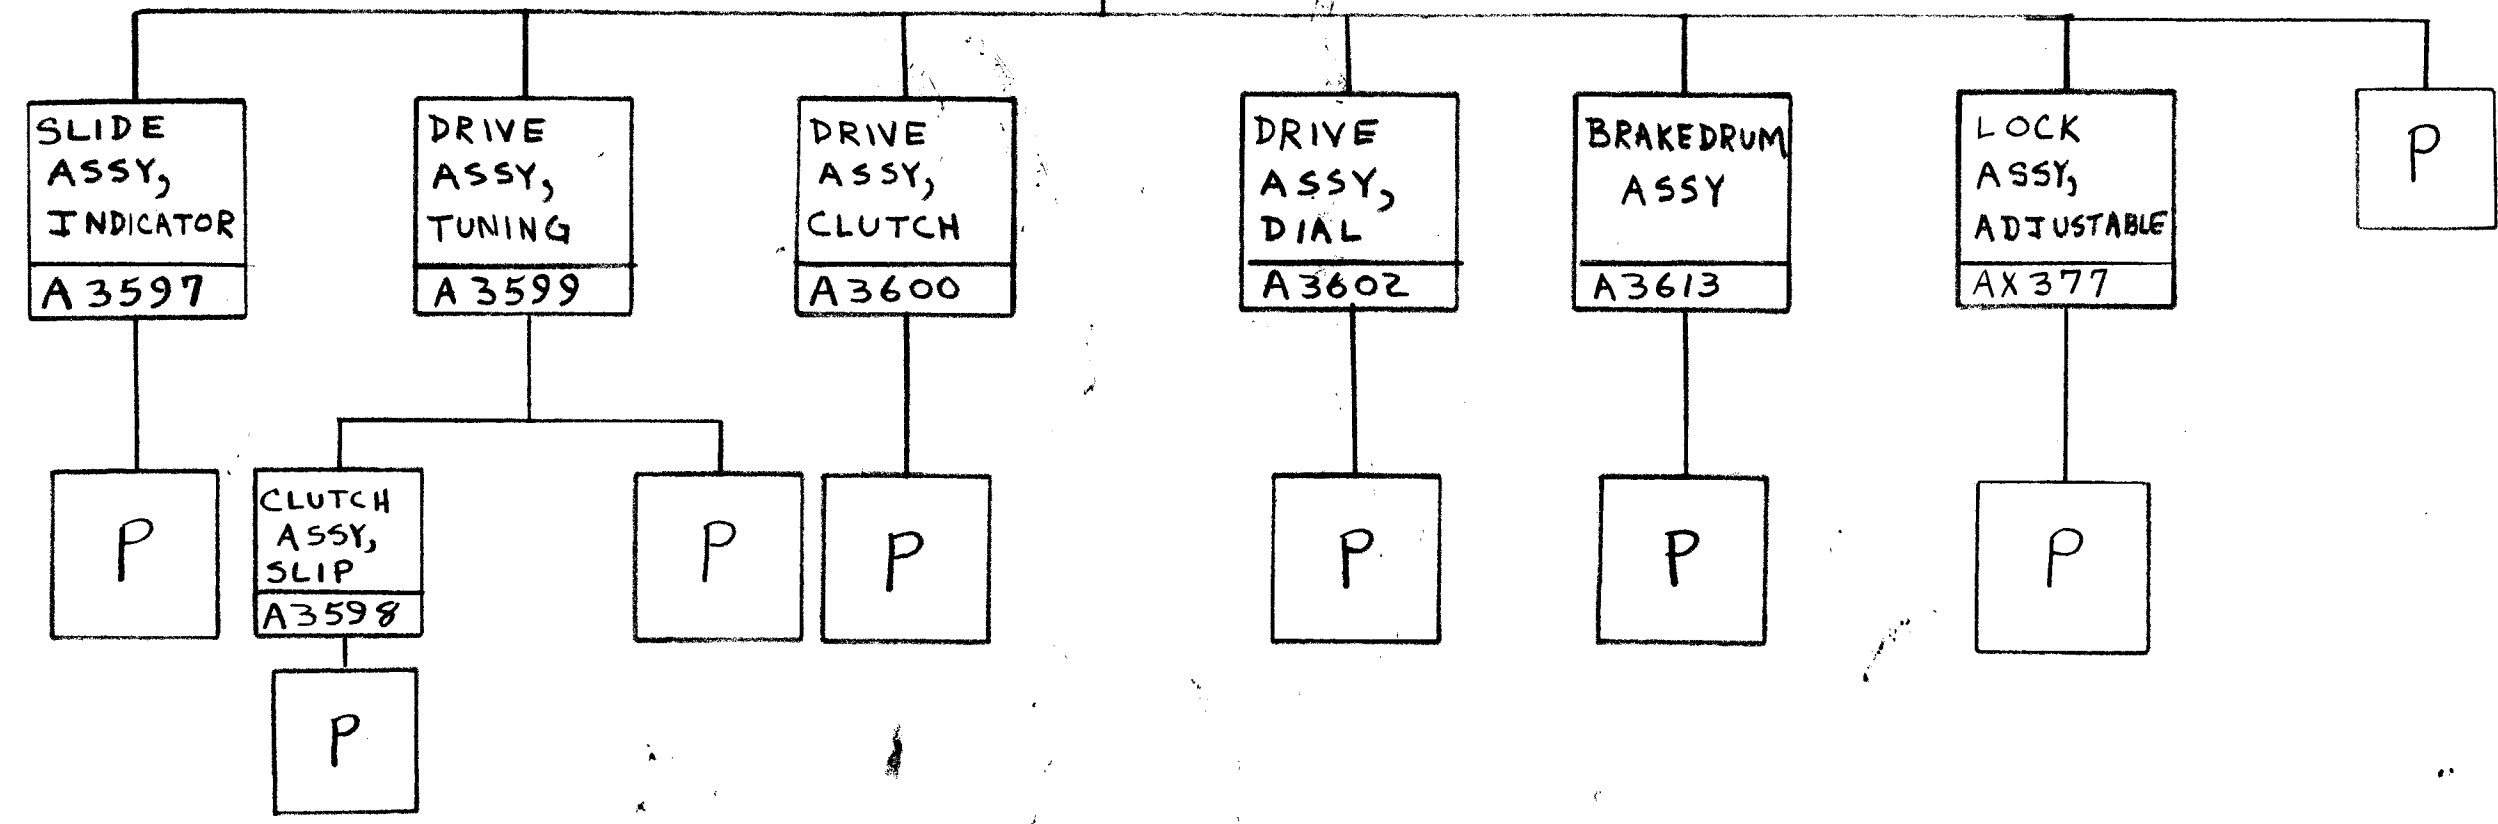 SLIDE
ASSY,
INDICATOR
A3597
DRIVE
ASSY,
TUNING
A3599
DRIVE
ASSY,
CLUTCH
A3600
DRIVE
ASSY,
DIAL
A3602
BRAKEDRUM
ASSY
A3613
LOCK
ASSY,
ADJUSTABLE
AX377
P
P
CLUTCH
ASSY,
SLIP
A3598
P
P
P
P
P
P